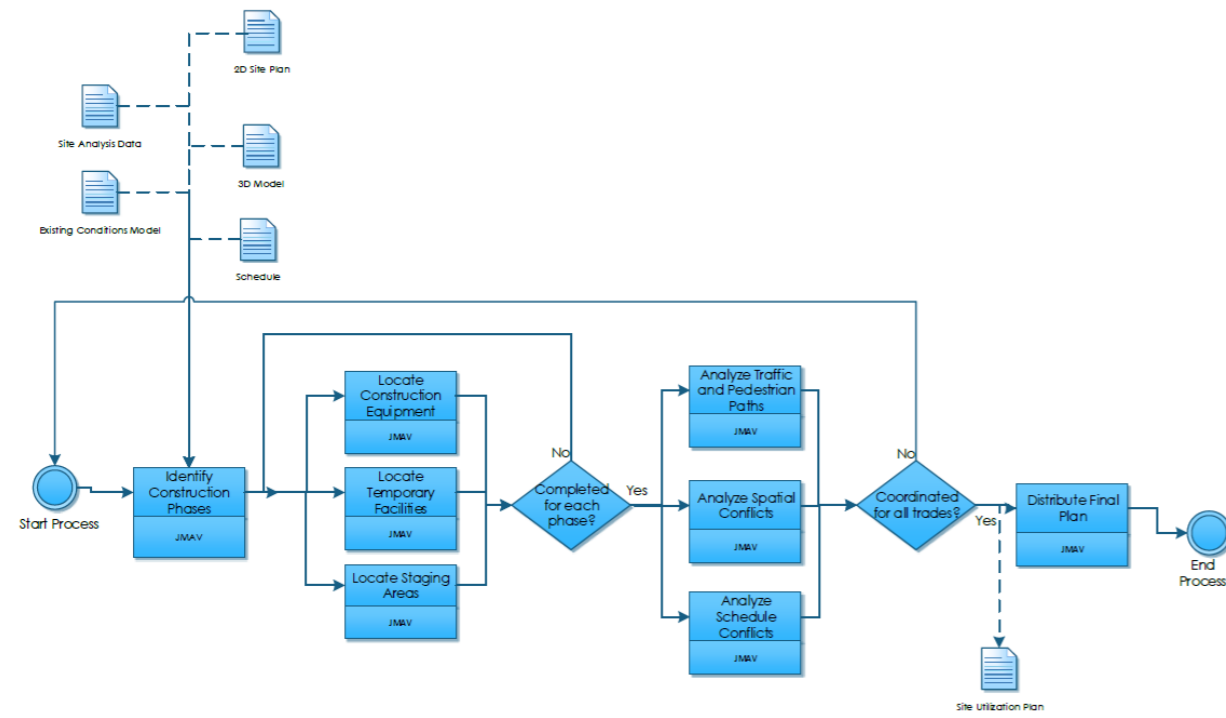 2D Site Plan
Site Analysis Data
3D Model
Existing Conditions Model
Schedule
Start Process
Identify
Construction
Phases
JMAV
Locate
Construction
Equipment
JMAV
Locate
Temporary
Facilities
JMAV
Locate Staging
Areas
JMAV
No
Completed
for each
phase?
Yes
Analyze Traffic
and Pedestrian
Paths
JMAV
Analyze Spatial
Conflicts
JMAV
Analyze
Schedule
Conflicts
JMAV
No
Coordinated
for all trades?
Yes
Distribute Final
Plan
JMAV
End
Process
Site Utilization Plan